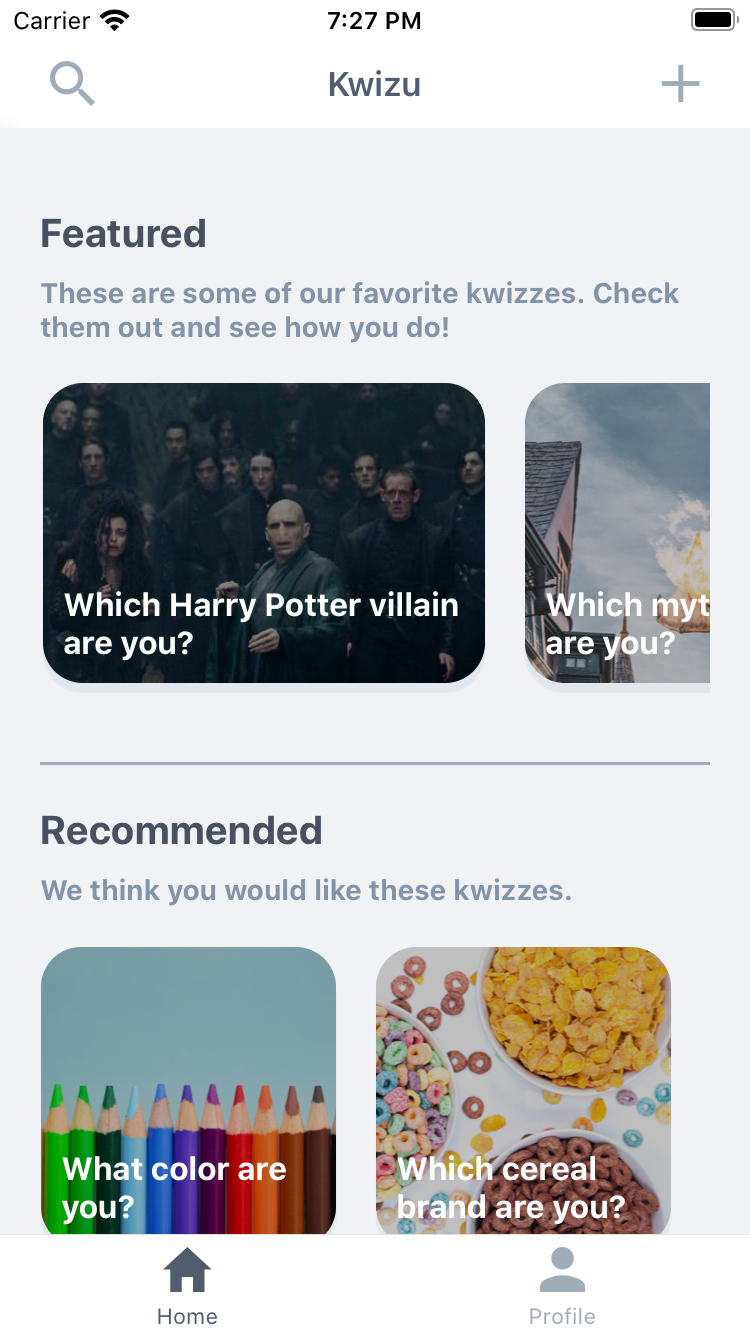 Carrier 7:27 PM
Kwizu
Featured
These are some of our favorite kwizzes. Check
them out and see how you do!
Which Harry Potter villain
are you?
Which myt
are you?
Recommended
We think you would like these kwizzes.
What color are
you?
Which cereal
brand are you?
Home
Profile